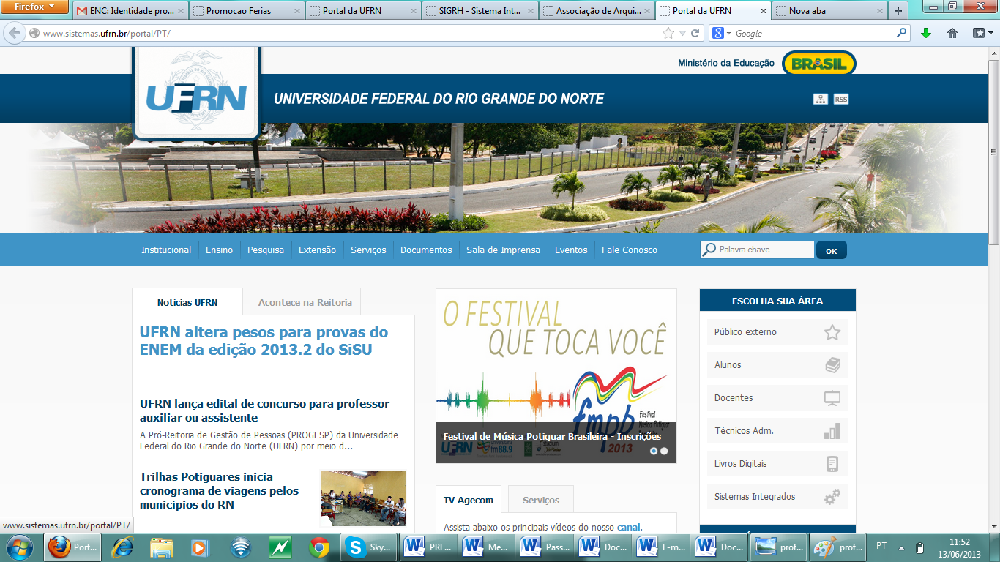 Firefox
ENC: Identidade pro...
Promocao Ferias
Portal da UFRN
SIGRH - Sistema Int...
Associação de Arqui...
Portal da UFRN
Nova aba
www.sistemas.ufrn.br/portal/PT/
Google
Ministério da Educação
BRASIL
UFRN
UNIVERSIDADE FEDERAL DO RIO GRANDE DO NORTE
RSS
Institucional
Ensino
Pesquisa
Extensão
Serviços
Documentos
Sala de Imprensa
Eventos
Fale Conosco
Palavra-chave
OK
Notícias UFRN
Acontece na Reitoria
UFRN altera pesos para provas do
ENEM da edição 2013.2 do SiSU
UFRN lança edital de concurso para professor
auxiliar ou assistente
A Pró-Reitoria de Gestão de Pessoas (PROGESP) da Universidade
Federal do Rio Grande do Norte (UFRN) por meio d...
Trilhas Potiguares inicia
cronograma de viagens pelos
municípios do RN
O FESTIVAL
QUE TOCA VOCÊ
fmpb
Festival
Música Potiguar
Brasileira
Festival de Música Potiguar Brasileira - Inscrições
2013
UFRN
fm88.9
TV Agecom
Serviços
Assista abaixo os principais vídeos do nosso canal.
ESCOLHA SUA ÁREA
Público externo
Alunos
Docentes
Técnicos Adm.
Livros Digitais
Sistemas Integrados
www.sistemas.ufrn.br/portal/PT/
Port...
Sky...
PRE...
Me...
Pass...
Doc...
E-m...
Doc...
prof...
prof...
PT
11:52
13/06/2013